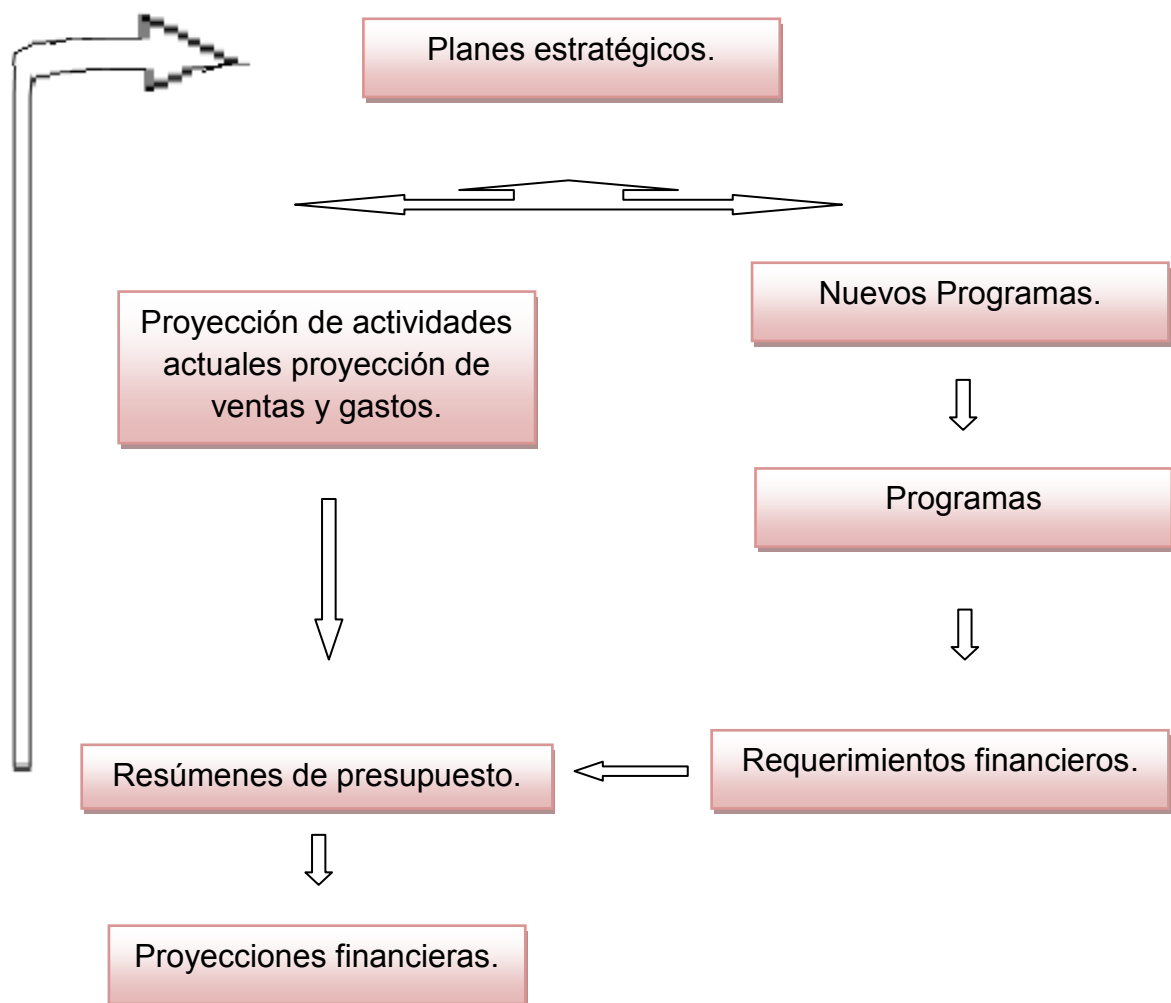 Planes estratégicos.
Nuevos Programas.
Proyección de actividades
actuales proyección de
ventas y gastos.
Programas
Requerimientos financieros.
Resúmenes de presupuesto.
Proyecciones financieras.